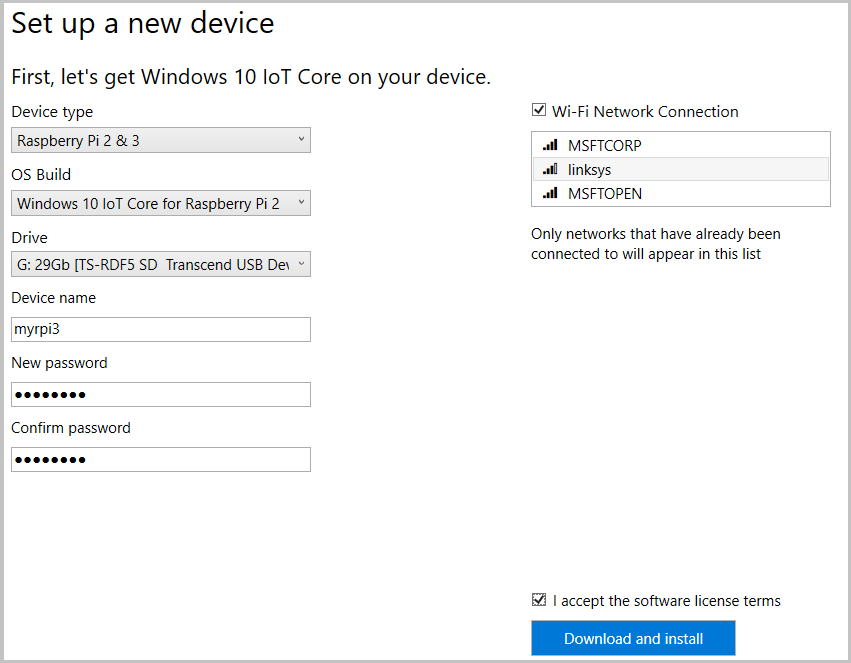 Set up a new device
First, let's get Windows 10 IoT Core on your device.
Device type
Raspberry Pi 2 & 3
OS Build
Windows 10 IoT Core for Raspberry Pi 2
Drive
G: 29Gb [TS-RDF5 SD Transcend USB Dev
Device name
myrpi3
New password
●●●●●●●●
Confirm password
●●●●●●●●
Wi-Fi Network Connection
MSFTCORP
linksys
MSFTOPEN
Only networks that have already been
connected to will appear in this list
I accept the software license terms
Download and install